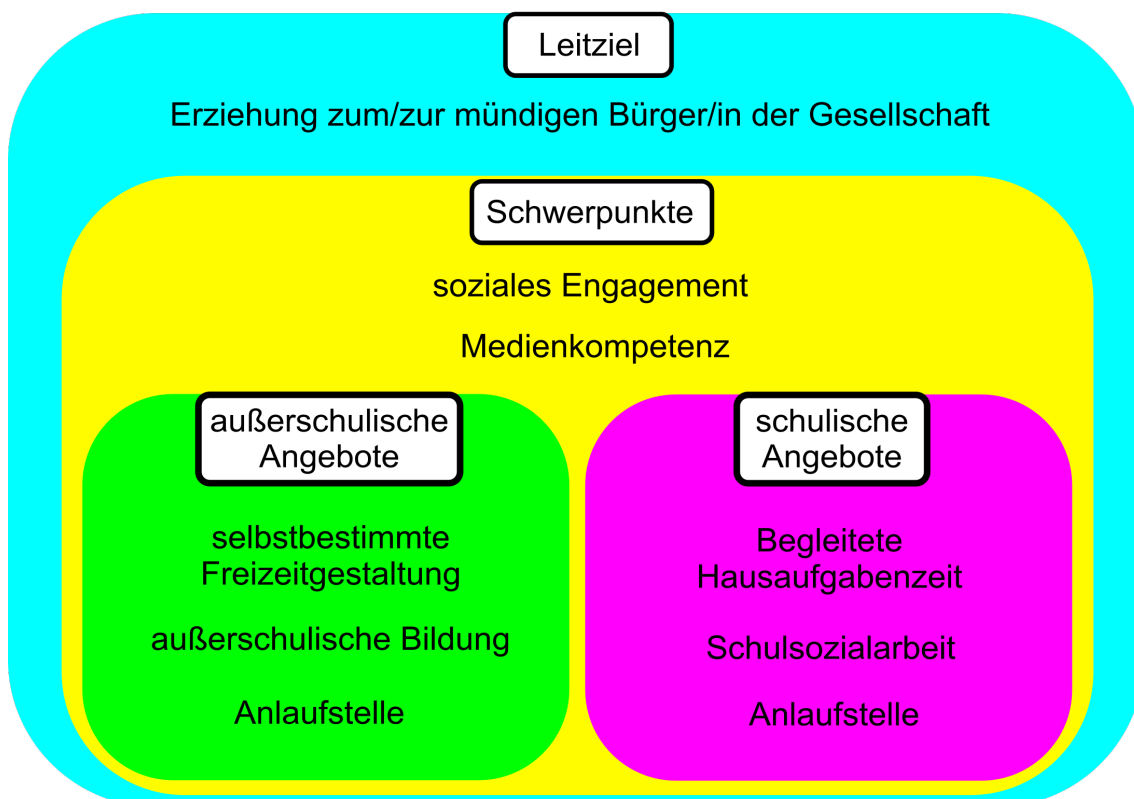 Leitziel
Erziehung zum/zur mündigen Bürger/in der Gesellschaft
Schwerpunkte
soziales Engagement
Medienkompetenz
außerschulische
Angebote
selbstbestimmte
Freizeitgestaltung
außerschulische Bildung
Anlaufstelle
schulische
Angebote
Begleitete
Hausaufgabenzeit
Schulsozialarbeit
Anlaufstelle